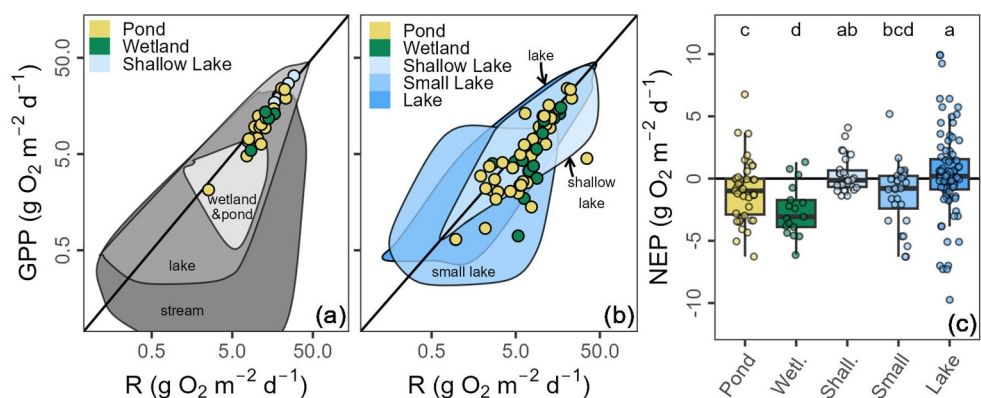 Pond
Wetland
Shallow Lake
50.0
5.0
0.5
GPP (g O₂ m⁻² d⁻¹)
wetland
&pond
lake
stream
(a)
0.5 5.0 50.0
R (g O₂ m⁻² d⁻¹)
Pond
Wetland
Shallow Lake
Small Lake
Lake
lake
shallow
lake
small lake
(b)
0.5 5.0 50.0
R (g O₂ m⁻² d⁻¹)
c d ab bcd a
10
5
0
-5
-10
NEP (g O₂ m⁻² d⁻¹)
(c)
Pond
Wetl.
Shall.
Small
Lake